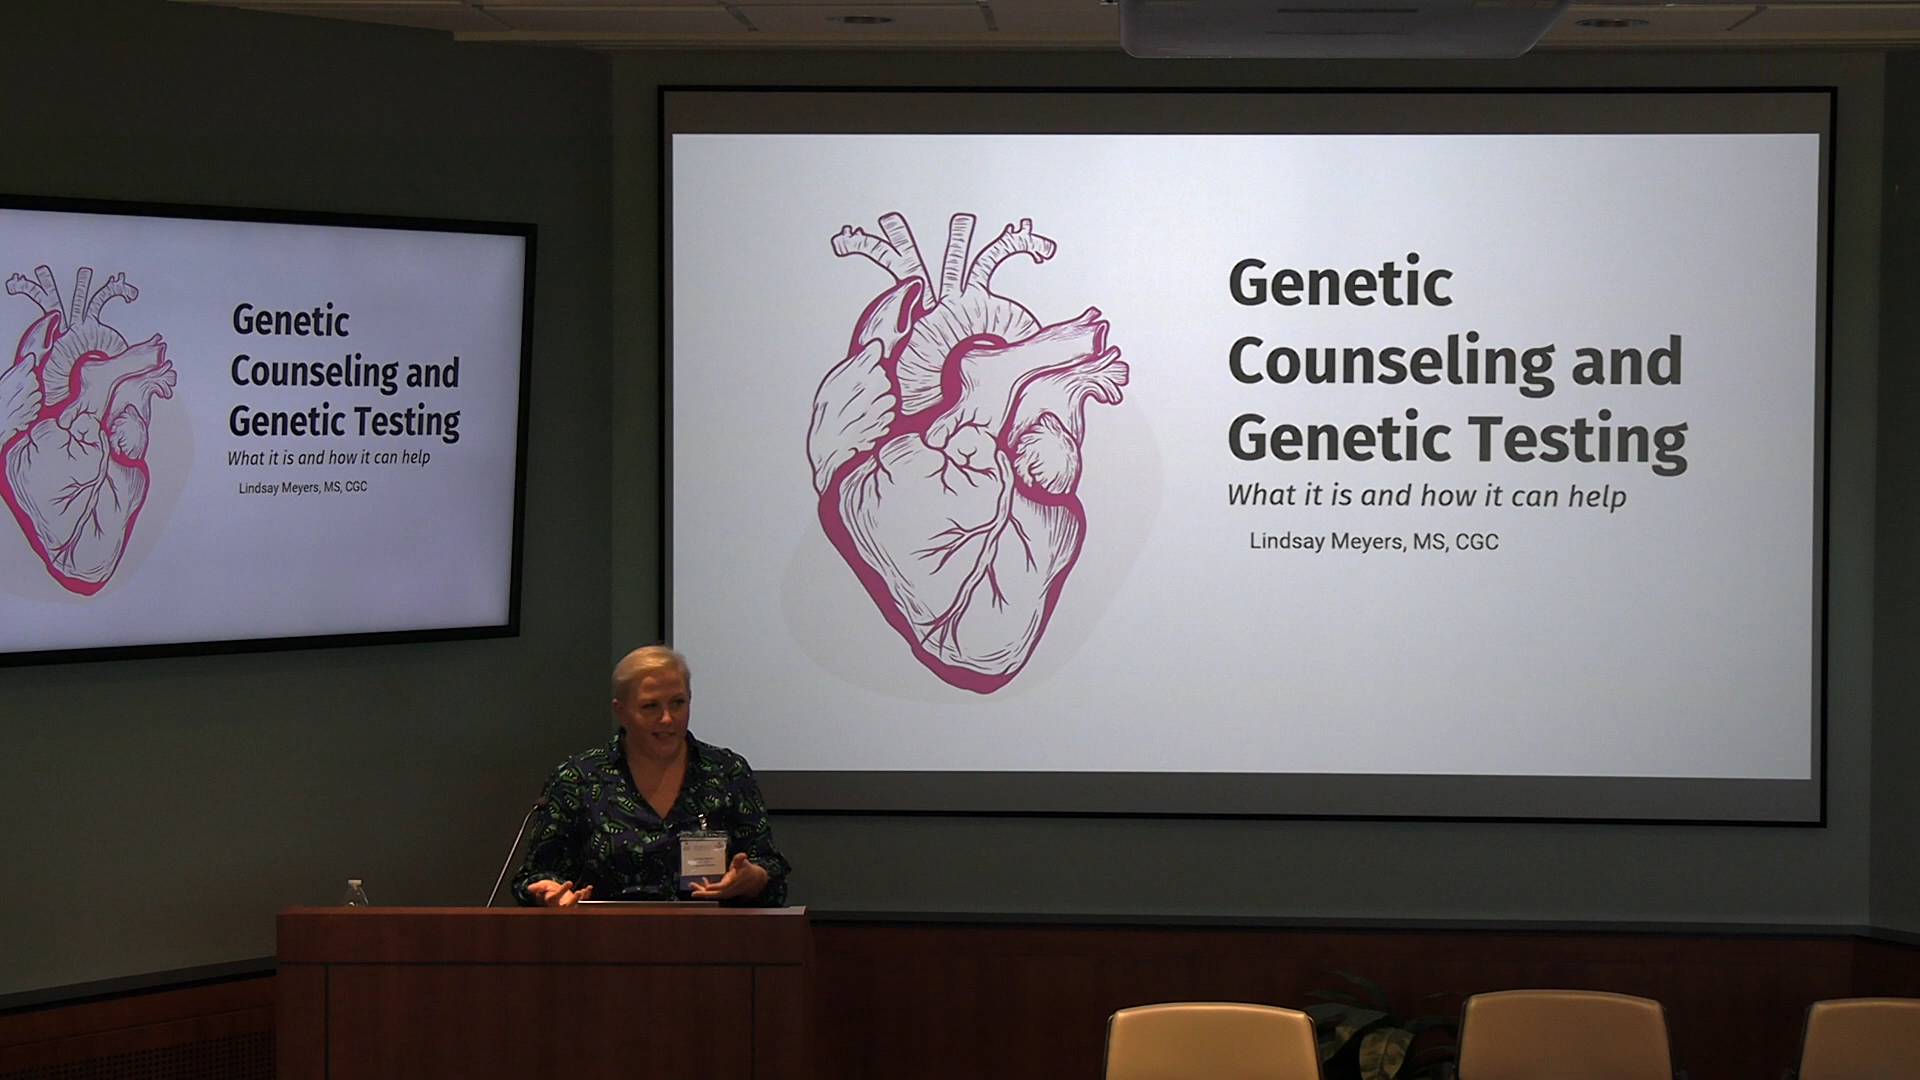 Genetic
Counseling and
Genetic Testing
What it is and how it can help
Lindsay Meyers, MS, CGC
Genetic
Counseling and
Genetic Testing
What it is and how it can help
Lindsay Meyers, MS, CGC